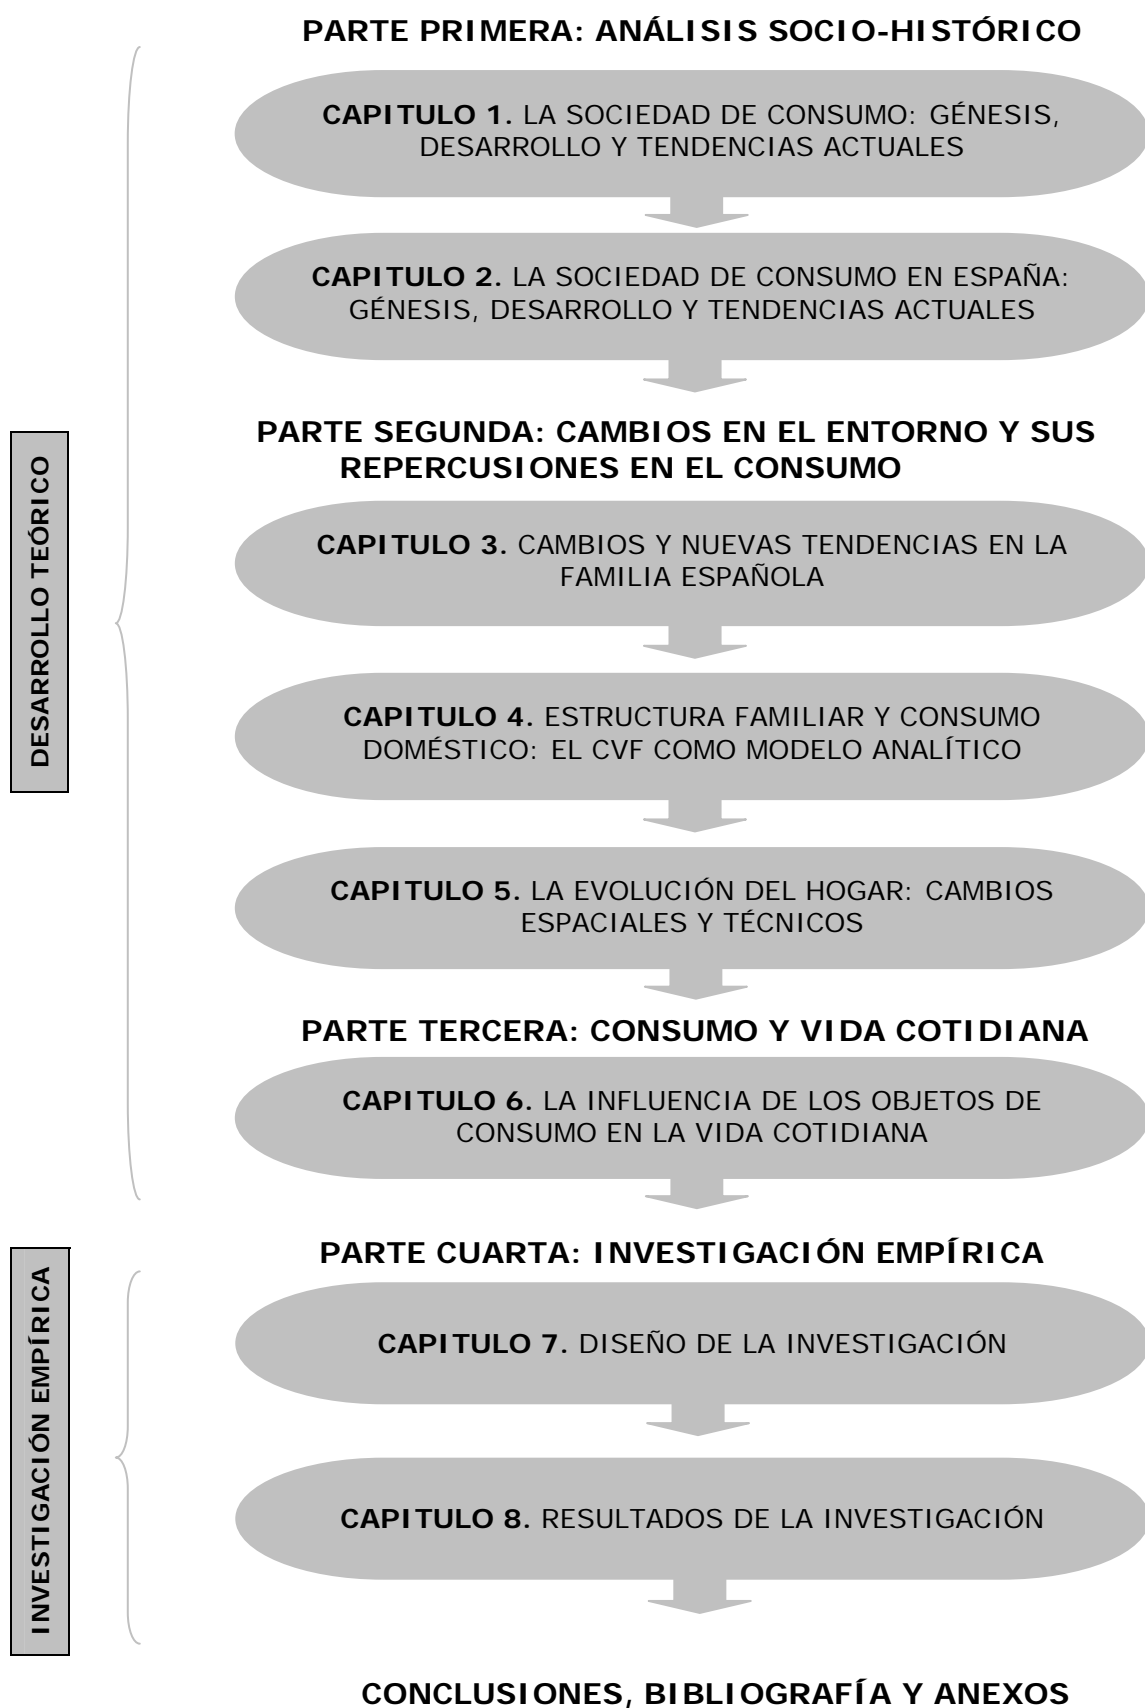 PARTE PRIMERA: ANÁLISIS SOCIO-HISTÓRICO
CAPITULO 1. LA SOCIEDAD DE CONSUMO: GÉNESIS,
DESARROLLO Y TENDENCIAS ACTUALES
CAPITULO 2. LA SOCIEDAD DE CONSUMO EN ESPAÑA:
GÉNESIS, DESARROLLO Y TENDENCIAS ACTUALES
PARTE SEGUNDA: CAMBIOS EN EL ENTORNO Y SUS
REPERCUSIONES EN EL CONSUMO
DESARROLLO TEÓRICO
CAPITULO 3. CAMBIOS Y NUEVAS TENDENCIAS EN LA
FAMILIA ESPAÑOLA
CAPITULO 4. ESTRUCTURA FAMILIAR Y CONSUMO
DOMÉSTICO: EL CVF COMO MODELO ANALÍTICO
CAPITULO 5. LA EVOLUCIÓN DEL HOGAR: CAMBIOS
ESPACIALES Y TÉCNICOS
PARTE TERCERA: CONSUMO Y VIDA COTIDIANA
CAPITULO 6. LA INFLUENCIA DE LOS OBJETOS DE
CONSUMO EN LA VIDA COTIDIANA
PARTE CUARTA: INVESTIGACIÓN EMPÍRICA
INVESTIGACIÓN EMPÍRICA
CAPITULO 7. DISEÑO DE LA INVESTIGACIÓN
CAPITULO 8. RESULTADOS DE LA INVESTIGACIÓN
CONCLUSIONES, BIBLIOGRAFÍA Y ANEXOS